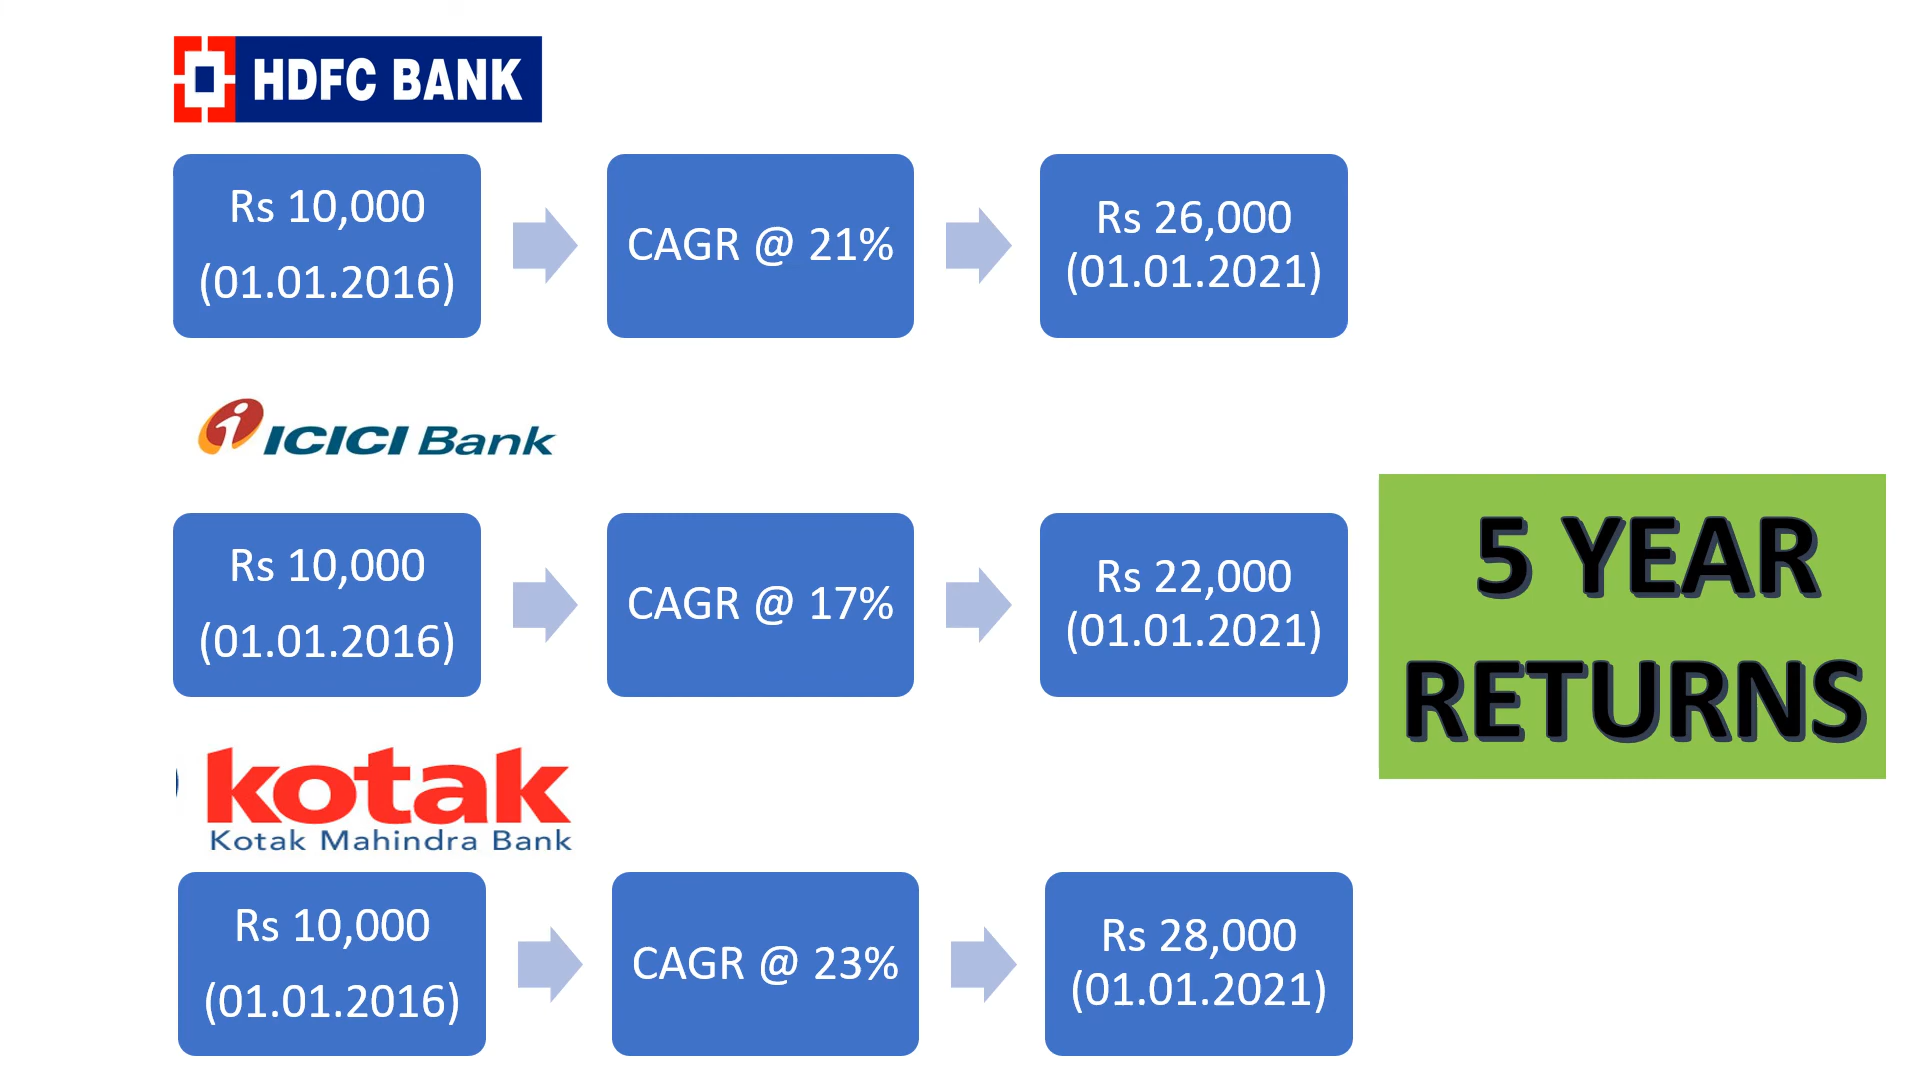 HDFC BANK
Rs 10,000
(01.01.2016)
CAGR @ 21%
Rs 26,000
(01.01.2021)
ICICI Bank
Rs 10,000
(01.01.2016)
CAGR @ 17%
Rs 22,000
(01.01.2021)
5 YEAR
RETURNS
kotak
Kotak Mahindra Bank
Rs 10,000
(01.01.2016)
CAGR @ 23%
Rs 28,000
(01.01.2021)